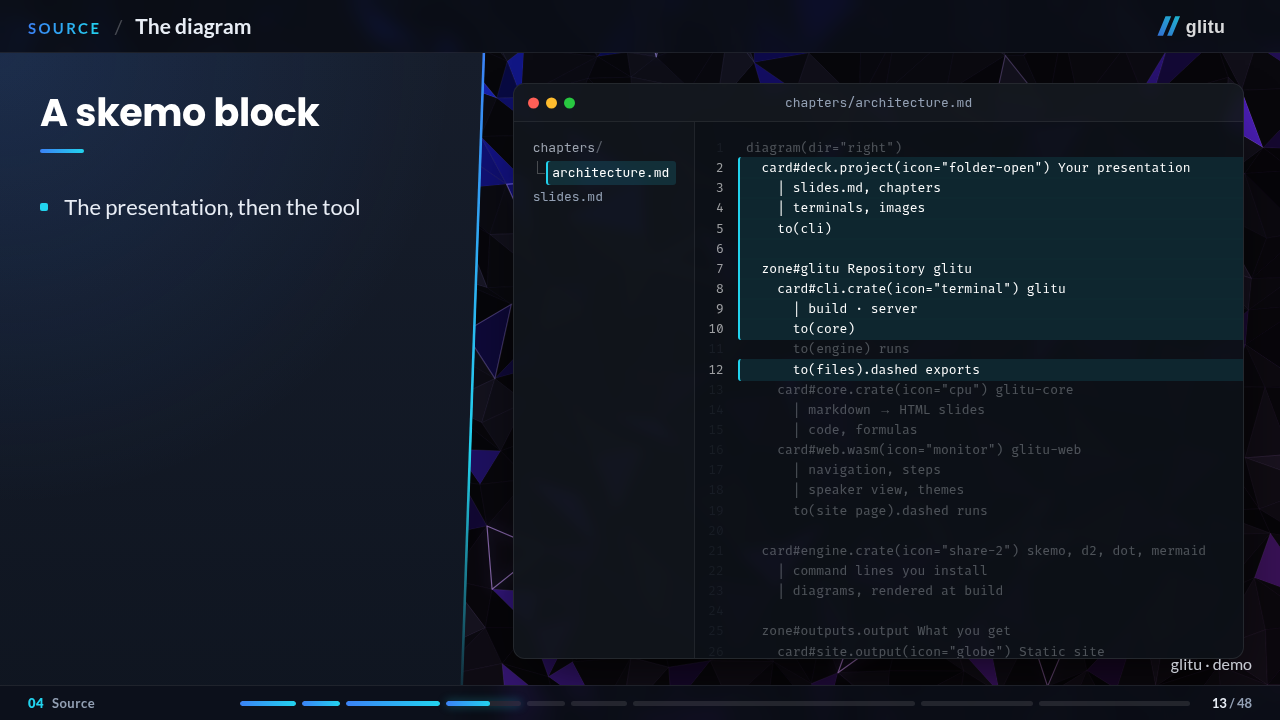 SOURCE / The diagram
glitu
A skemo block
The presentation, then the tool
chapters/architecture.md
chapters/
architecture.md
slides.md
1 diagram(dir="right")
2 card#deck.project(icon="folder-open") Your presentation
3 | slides.md, chapters
4 | terminals, images
5 to(cli)
6
7 zone#glitu Repository glitu
8 card#cli.crate(icon="terminal") glitu
9 | build · server
10 to(core)
11 to(engine) runs
12 to(files).dashed exports
13 card#core.crate(icon="cpu") glitu-core
14 | markdown → HTML slides
15 | code, formulas
16 card#web.wasm(icon="monitor") glitu-web
17 | navigation, steps
18 | speaker view, themes
19 to(site page).dashed runs
20
21 card#engine.crate(icon="share-2") skemo, d2, dot, mermaid
22 | command lines you install
23 | diagrams, rendered at build
24
25 zone#outputs.output What you get
26 card#site.output(icon="globe") Static site
glitu · demo
04 Source
13 / 48